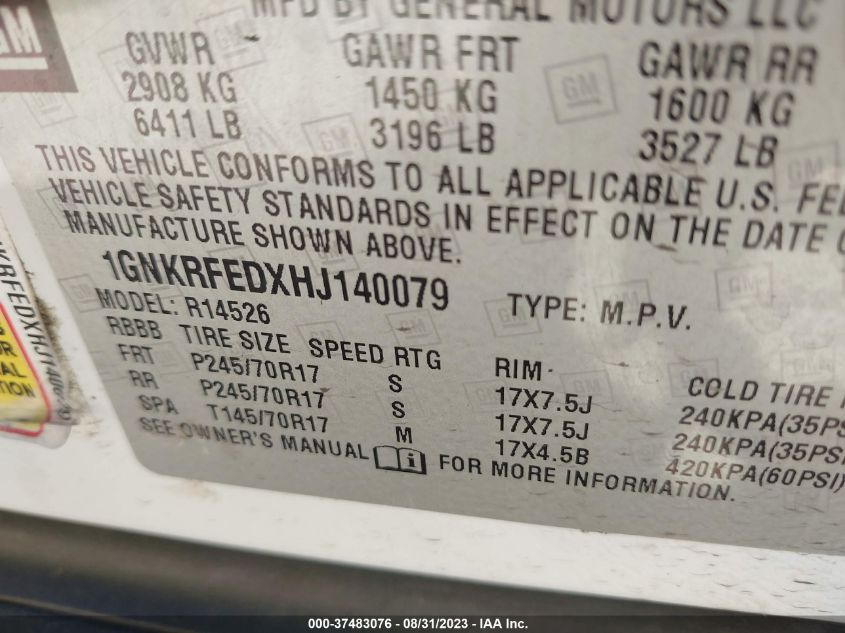 GM
MFD BY GENERAL MOTORS LLC
GVWR GAWR FRT GAWR RR
2908 KG 1450 KG 1600 KG
6411 LB 3196 LB 3527 LB
THIS VEHICLE CONFORMS TO ALL APPLICABLE U.S.
VEHICLE SAFETY STANDARDS IN EFFECT ON THE DATE
MANUFACTURE SHOWN ABOVE.
1GNKRFEDXHJ140079 TYPE: M.P.V.
MODEL: R14526
RBBB TIRE SIZE SPEED RTG RIM COLD TIRE
FRT P245/70R17 S 17X7.5J 240KPA(35PS
RR P245/70R17 S 17X7.5J 240KPA(35PSI
SPA T145/70R17 M 17X4.5B 420KPA(60PSI)
SEE OWNER'S MANUAL FOR MORE INFORMATION.
000-37483076 - 08/31/2023 - IAA Inc.